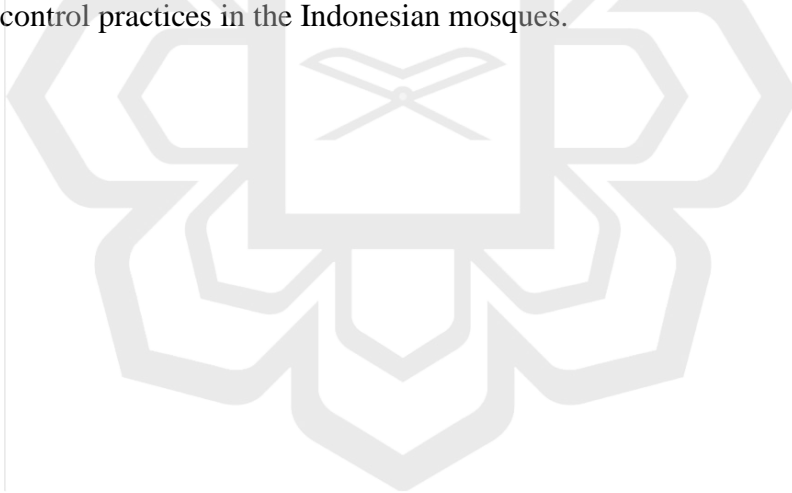 control practices in the Indonesian mosques.